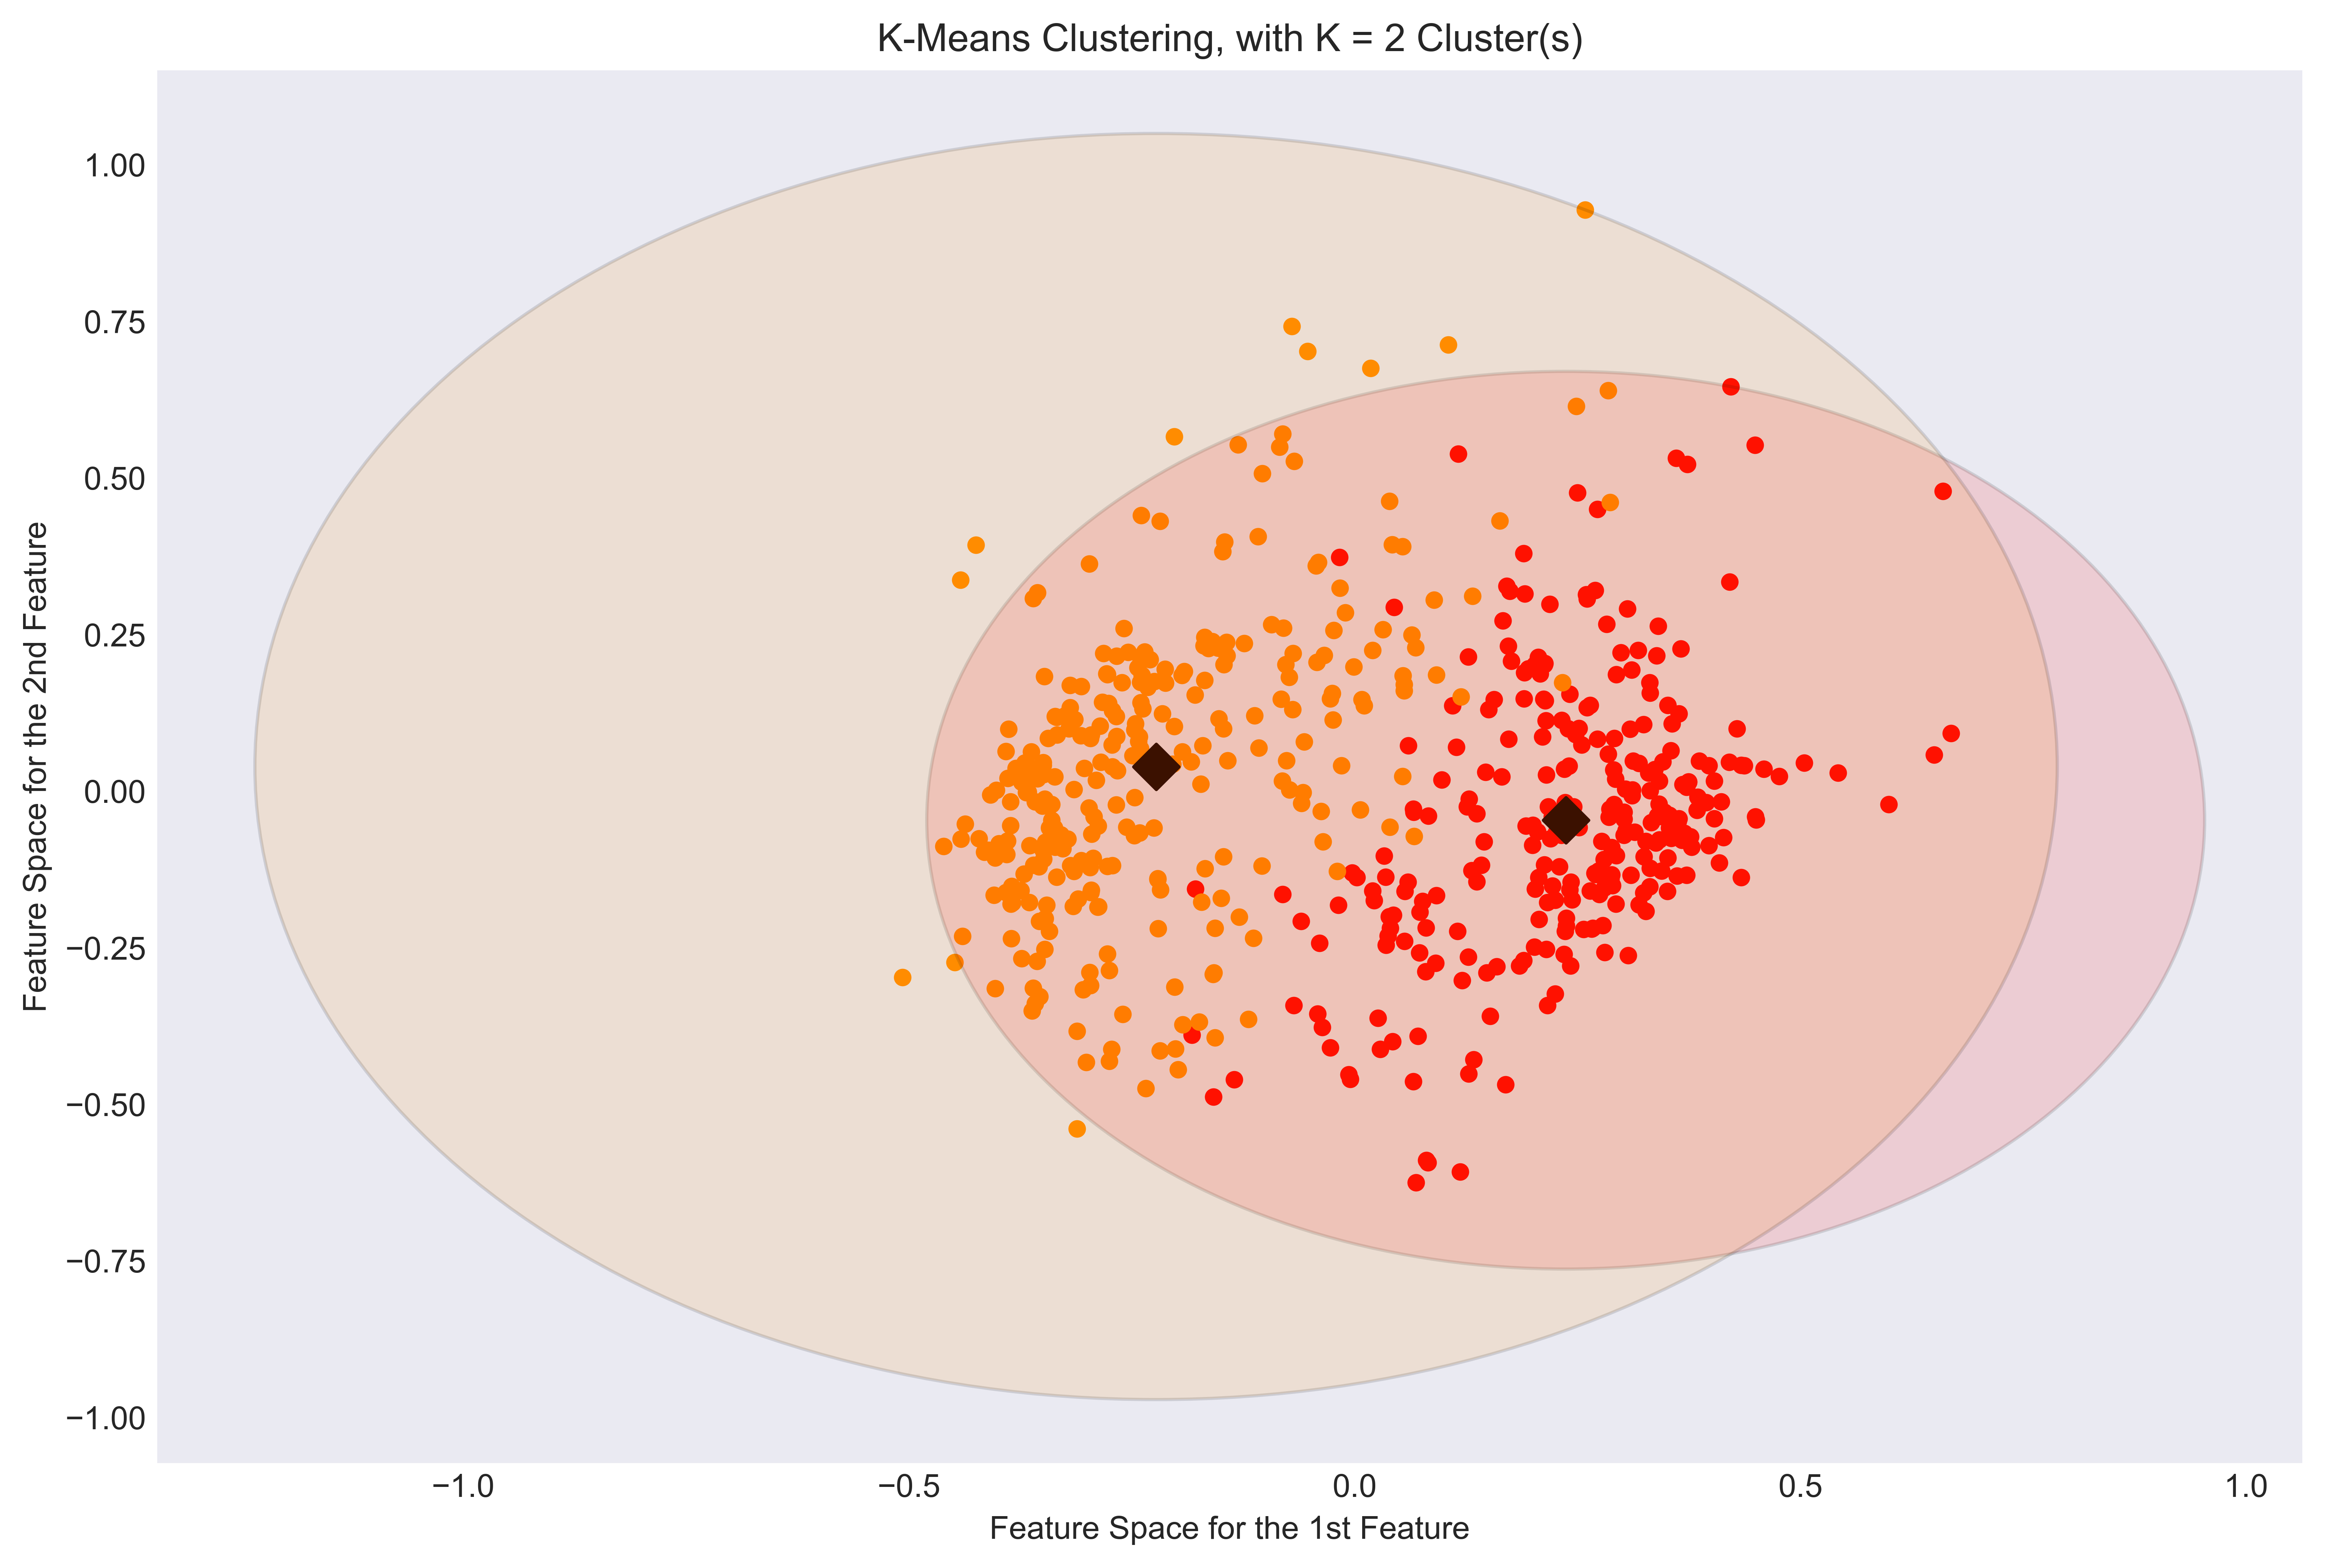 K-Means Clustering, with K = 2 Cluster(s)
1.00
0.75
0.50
0.25
0.00
−0.25
−0.50
−0.75
−1.00
Feature Space for the 2nd Feature
−1.0 −0.5 0.0 0.5 1.0
Feature Space for the 1st Feature